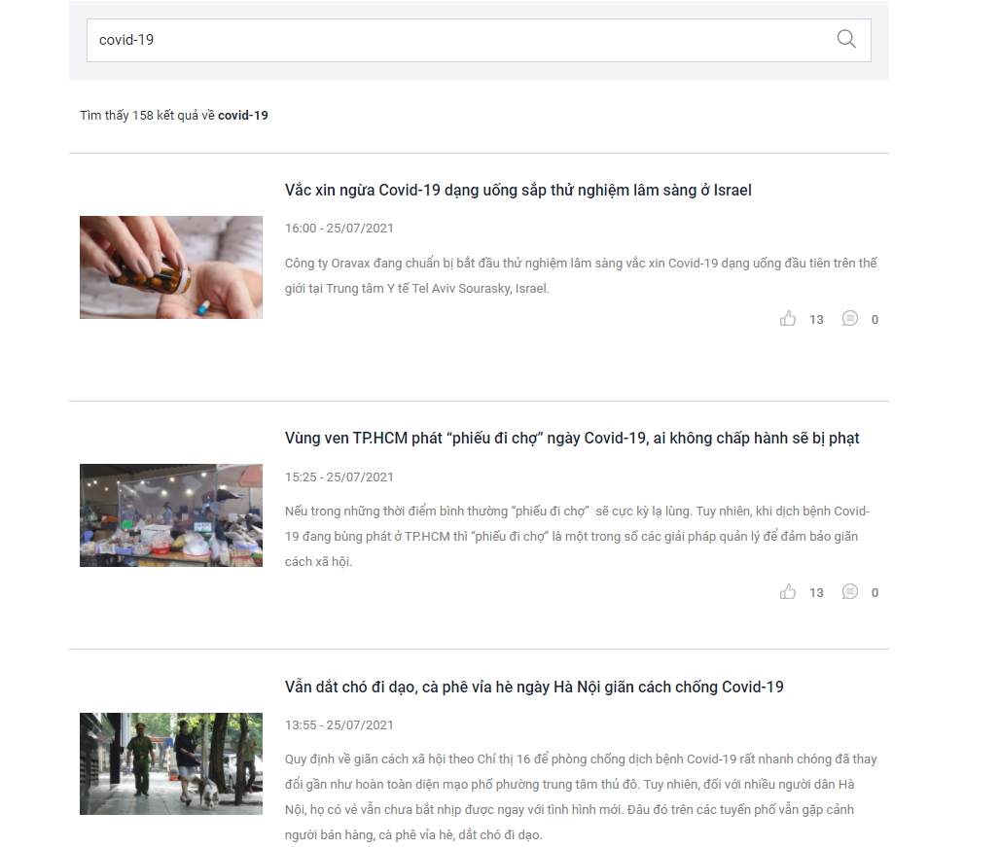 covid-19
Tìm thấy 158 kết quả về covid-19
Vắc xin ngừa Covid-19 dạng uống sắp thử nghiệm lâm sàng ở Israel
16:00 - 25/07/2021
Công ty Oravax đang chuẩn bị bắt đầu thử nghiệm lâm sàng vắc xin Covid-19 dạng uống đầu tiên trên thế
giới tại Trung tâm Y tế Tel Aviv Sourasky, Israel.
13 0
Vùng ven TP.HCM phát “phiếu đi chợ” ngày Covid-19, ai không chấp hành sẽ bị phạt
15:25 - 25/07/2021
Nếu trong những thời điểm bình thường “phiếu đi chợ” sẽ cực kỳ lạ lùng. Tuy nhiên, khi dịch bệnh Covid-
19 đang bùng phát ở TP.HCM thì “phiếu đi chợ” là một trong số các giải pháp quản lý để đảm bảo giãn
cách xã hội.
13 0
Vẫn dắt chó đi dạo, cà phê vỉa hè ngày Hà Nội giãn cách chống Covid-19
13:55 - 25/07/2021
Quy định về giãn cách xã hội theo Chỉ thị 16 để phòng chống dịch bệnh Covid-19 rất nhanh chóng đã thay
đổi gần như hoàn toàn diện mạo phố phường trung tâm thủ đô. Tuy nhiên, đối với nhiều người dân Hà
Nội, họ có vẻ vẫn chưa bắt nhịp được ngay với tình hình mới. Đâu đó trên các tuyến phố vẫn gặp cảnh
người bán hàng, cà phê vỉa hè, dắt chó đi dạo.